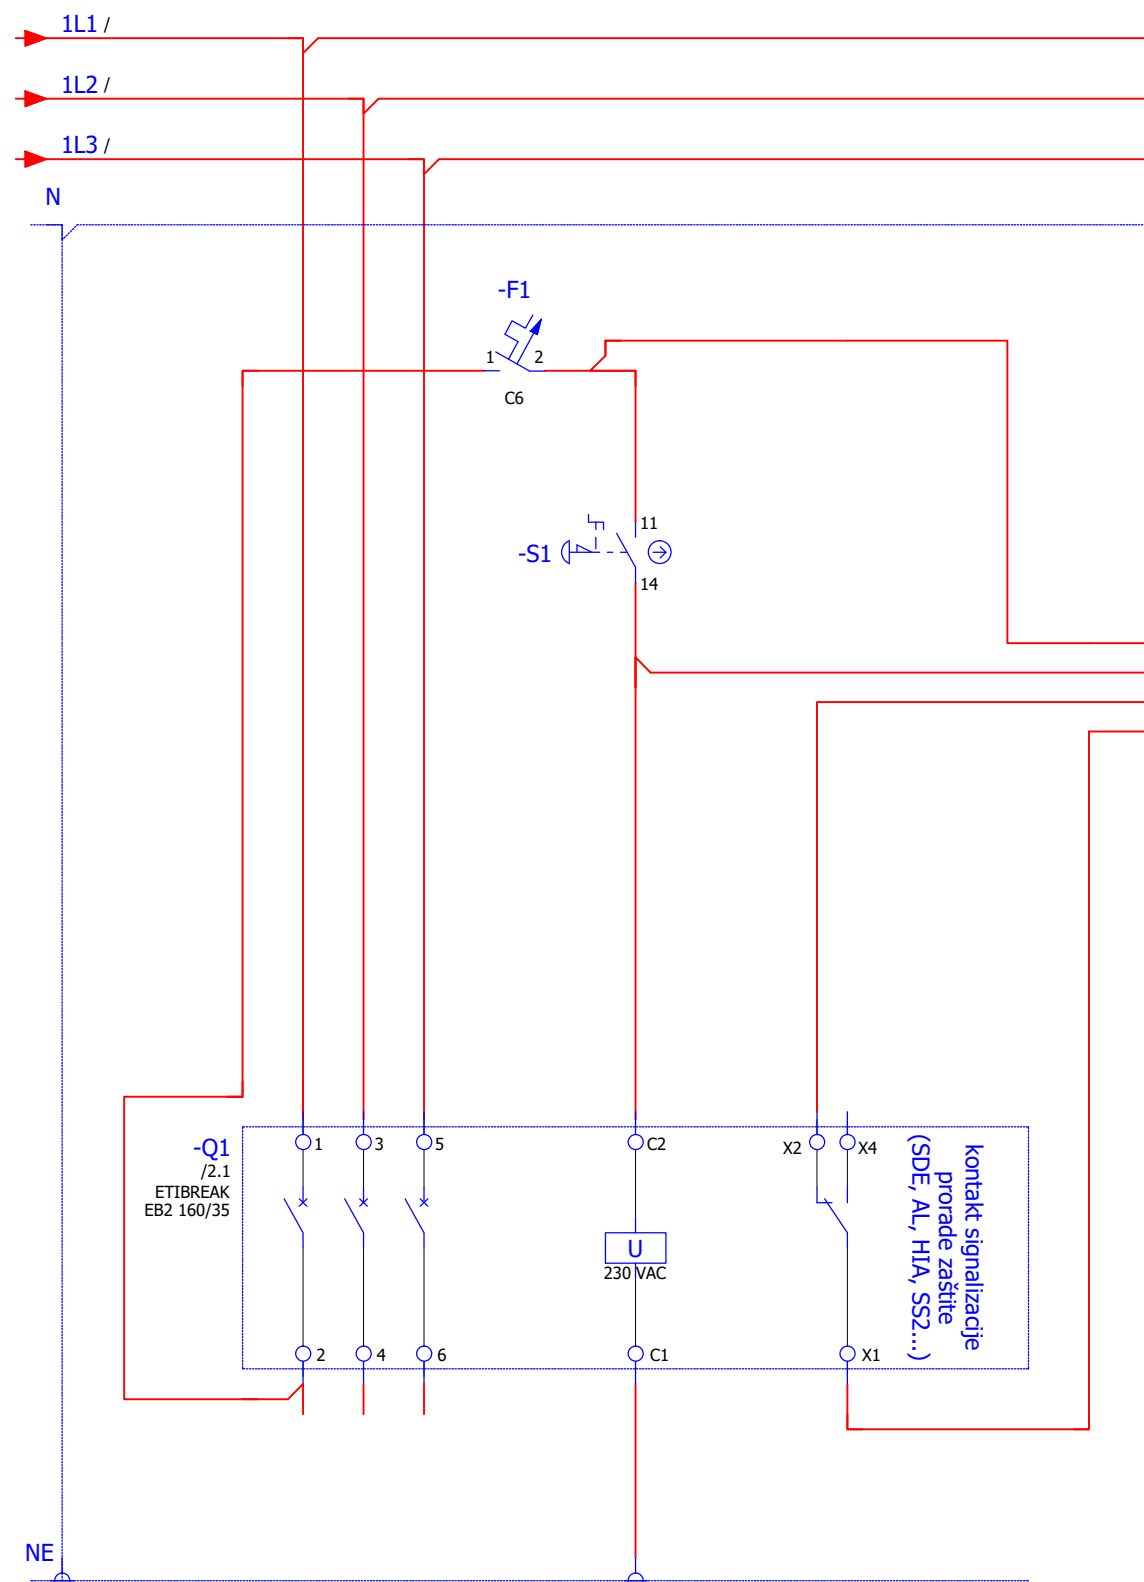 1L1 /
1L2 /
1L3 /
N
-F1
1 2
C6
11
-S1
14
-Q1
/2.1
ETIBREAK
EB2 160/35
1 3 5 C2 X2 X4
U
230 VAC
2 4 6 C1 X1
kontakt signalizacije
prorade zaštite
(SDE, AL, HIA, SS2...)
NE